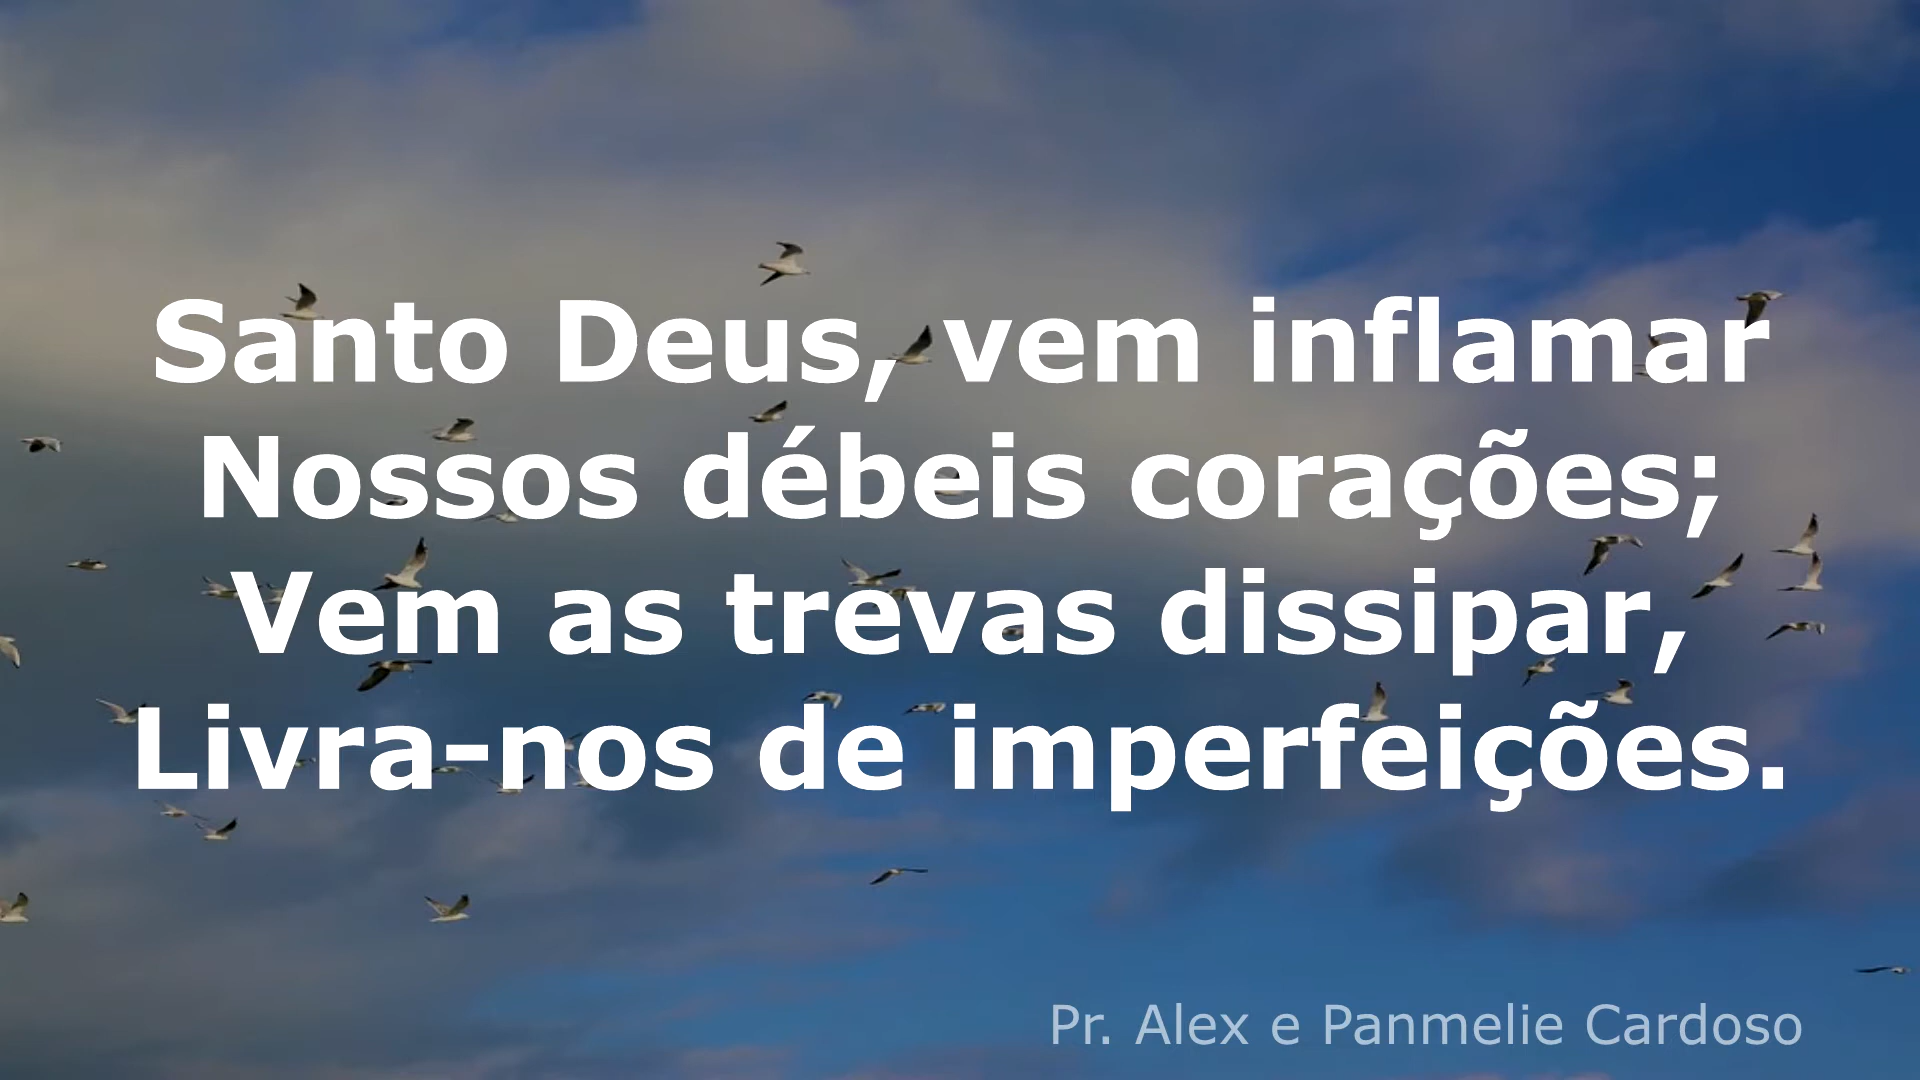 Santo Deus, vem inflamar
Nossos débeis corações;
Vem as trevas dissipar,
Livra-nos de imperfeições.
Pr. Alex e Panmelie Cardoso